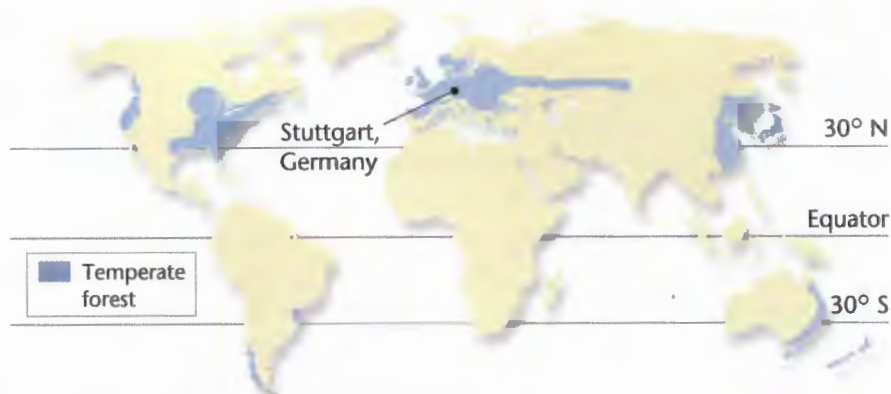 Stuttgart,
Germany
30° N
Equator
Temperate
forest
30° S